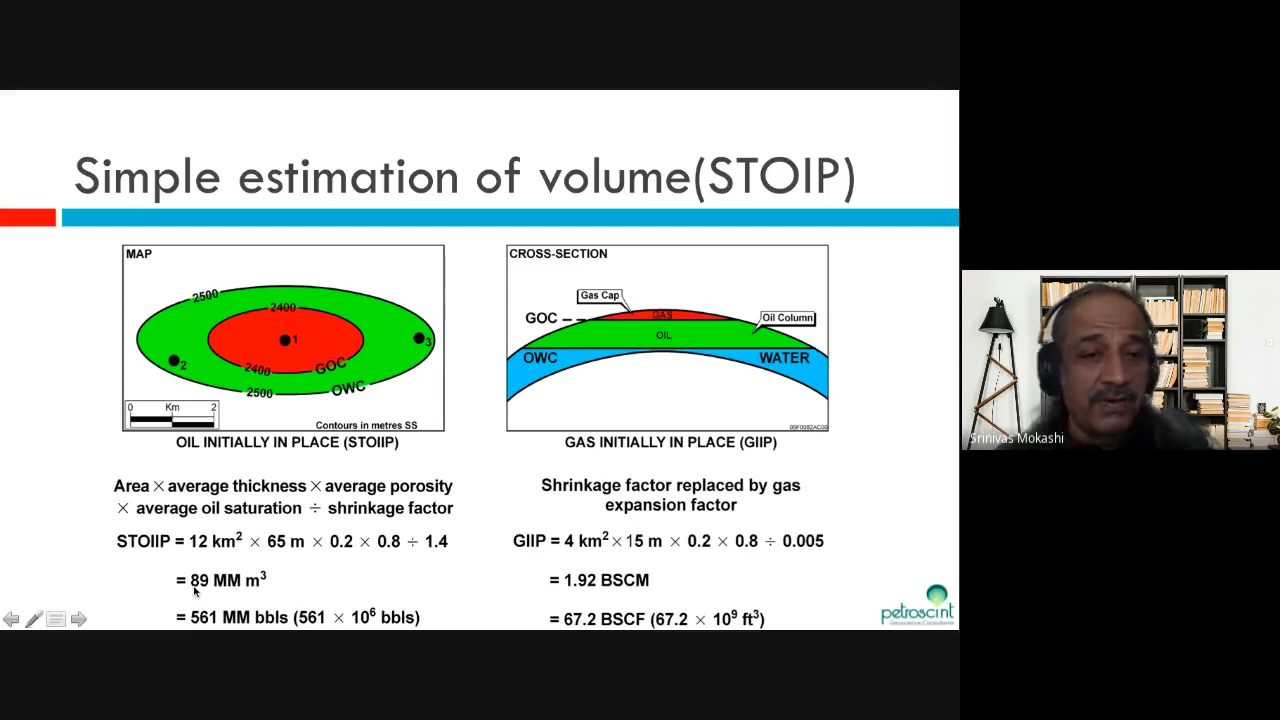 Simple estimation of volume(STOIP)
MAP
2500
2400
1
2
3
2400
GOC
2500
OWC
0 Km 2
Contours in metres SS
OIL INITIALLY IN PLACE (STOIIP)
Area × average thickness × average porosity
× average oil saturation ÷ shrinkage factor
STOIIP = 12 km² × 65 m × 0.2 × 0.8 ÷ 1.4
= 89 MM m³
= 561 MM bbls (561 × 10⁶ bbls)
CROSS-SECTION
Gas Cap
GOC
GAS
Oil Column
OIL
OWC
WATER
GAS INITIALLY IN PLACE (GIIP)
Shrinkage factor replaced by gas
expansion factor
GIIP = 4 km² × 15 m × 0.2 × 0.8 ÷ 0.005
= 1.92 BSCM
= 67.2 BSCF (67.2 × 10⁹ ft³)
petroscint
Srinivas Mokashi